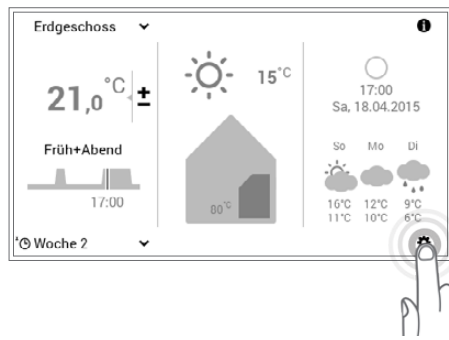 Erdgeschoss
21,0 °C ±
Früh+Abend
17:00
Woche 2
15°C
80°C
17:00
Sa, 18.04.2015
So Mo Di
16°C 12°C 9°C
11°C 10°C 6°C